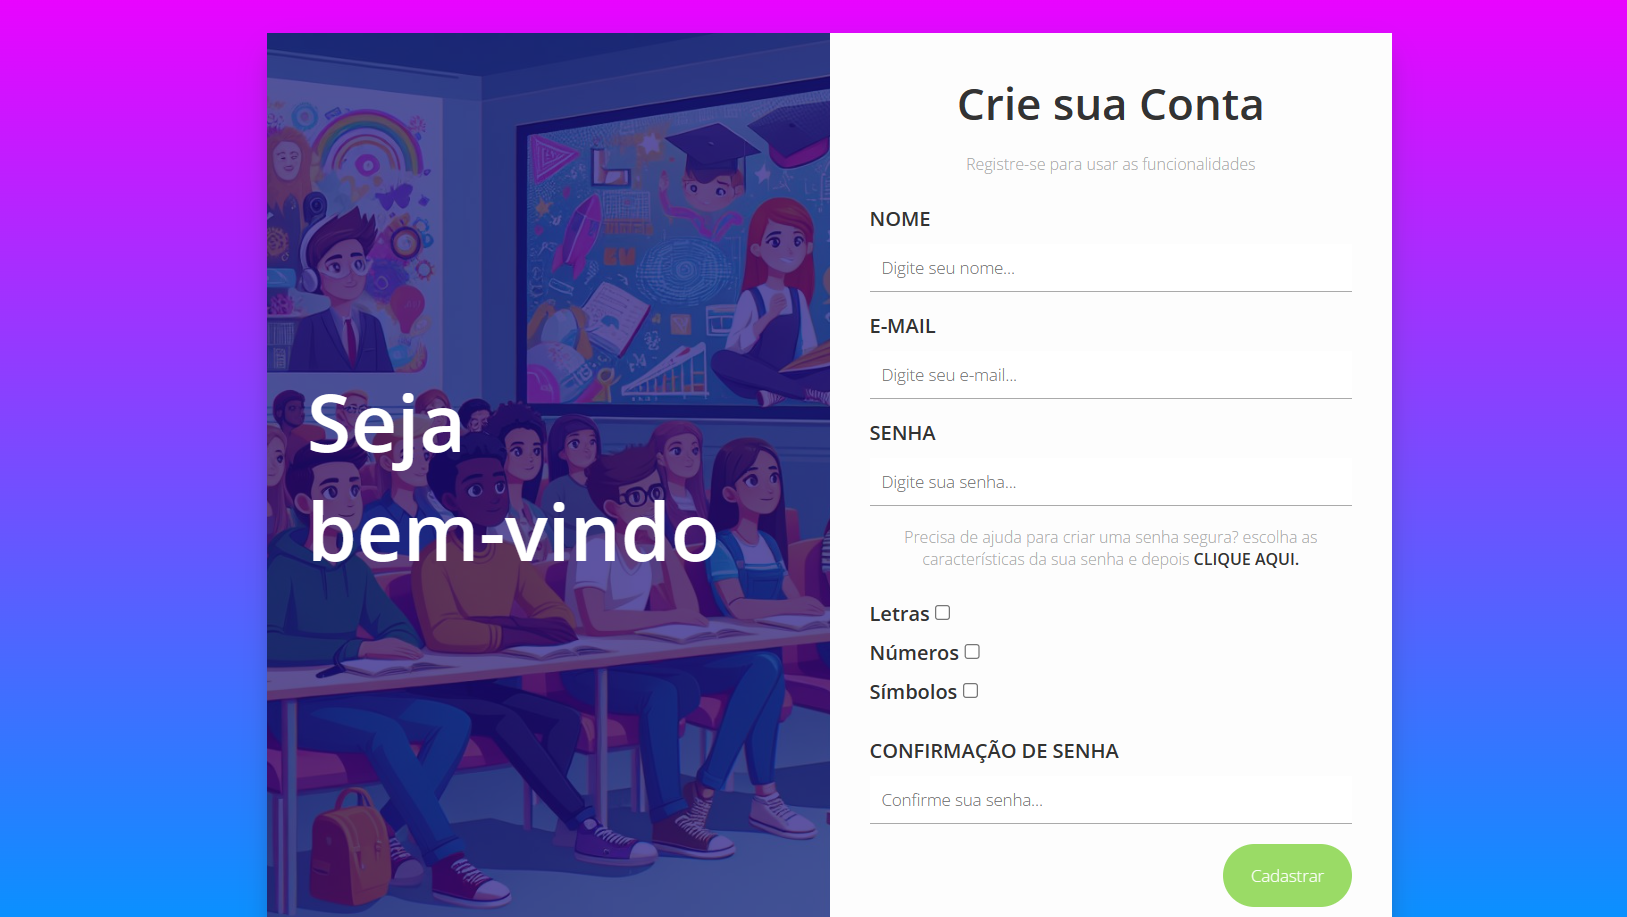 Seja
bem-vindo
Crie sua Conta
Registre-se para usar as funcionalidades
NOME
Digite seu nome...
E-MAIL
Digite seu e-mail...
SENHA
Digite sua senha...
Precisa de ajuda para criar uma senha segura? escolha as
características da sua senha e depois CLIQUE AQUI.
Letras
Números
Símbolos
CONFIRMAÇÃO DE SENHA
Confirme sua senha...
Cadastrar